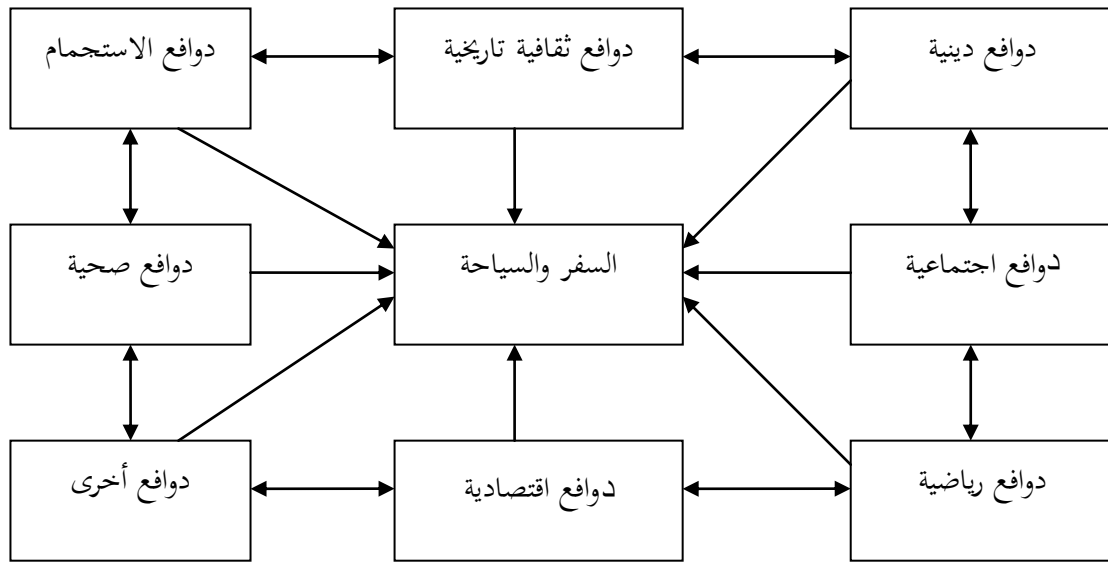 دوافع دينية
دوافع ثقافية تاريخية
دوافع الاستجمام
دوافع اجتماعية
السفر والسياحة
دوافع صحية
دوافع رياضية
دوافع اقتصادية
دوافع أخرى